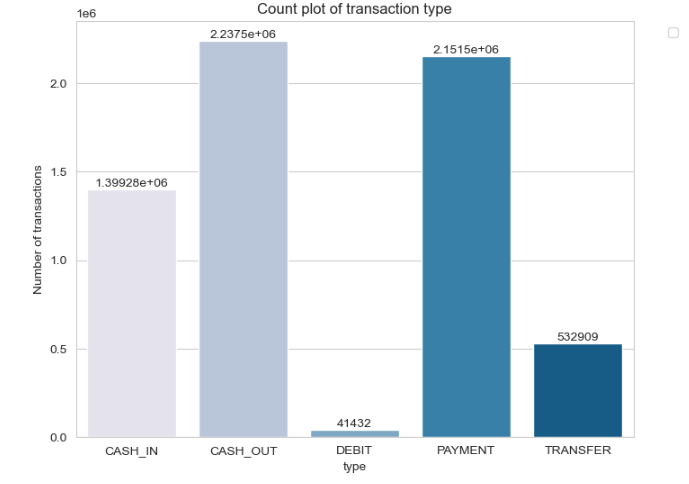 Count plot of transaction type
1e6
2.2375e+06
2.1515e+06
2.0
1.5
1.39928e+06
Number of transactions
1.0
0.5
532909
41432
0.0
CASH_IN CASH_OUT DEBIT PAYMENT TRANSFER
type